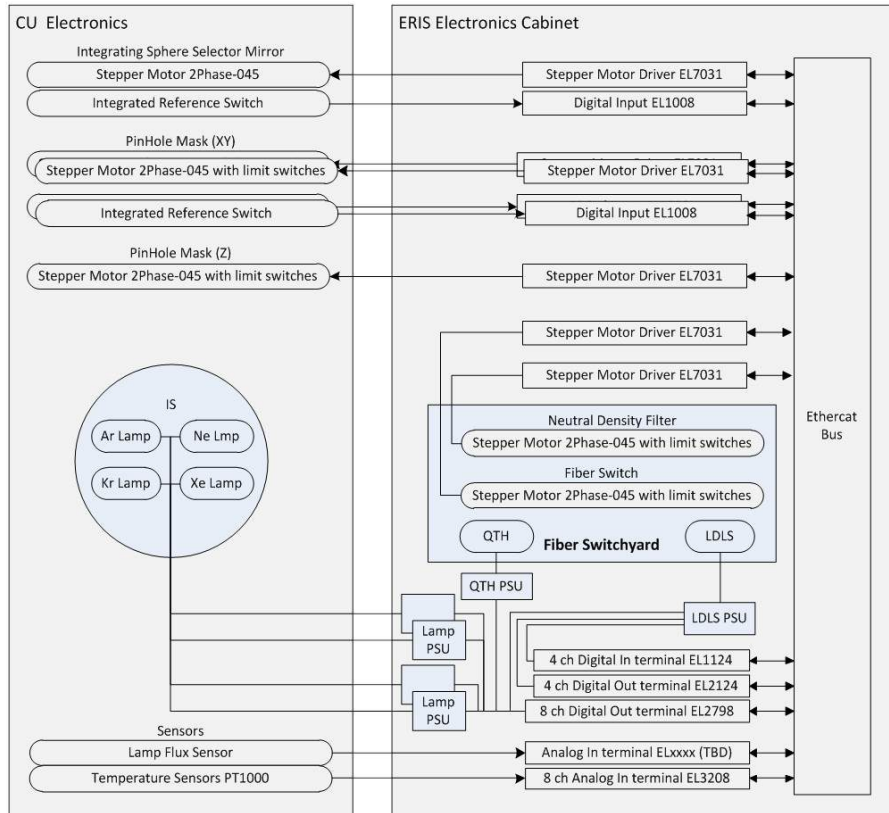 CU Electronics
ERIS Electronics Cabinet
Integrating Sphere Selector Mirror
Stepper Motor 2Phase-045
Stepper Motor Driver EL7031
Integrated Reference Switch
Digital Input EL1008
PinHole Mask (XY)
Stepper Motor 2Phase-045 with limit switches
Stepper Motor Driver EL7031
Integrated Reference Switch
Digital Input EL1008
PinHole Mask (Z)
Stepper Motor 2Phase-045 with limit switches
Stepper Motor Driver EL7031
Stepper Motor Driver EL7031
Stepper Motor Driver EL7031
Ethercat
Bus
IS
Ar Lamp
Ne Lmp
Kr Lamp
Xe Lamp
Neutral Density Filter
Stepper Motor 2Phase-045 with limit switches
Fiber Switch
Stepper Motor 2Phase-045 with limit switches
QTH
Fiber Switchyard
LDLS
QTH PSU
LDLS PSU
Lamp
PSU
Lamp
PSU
4 ch Digital In terminal EL1124
4 ch Digital Out terminal EL2124
8 ch Digital Out terminal EL2798
Sensors
Lamp Flux Sensor
Analog In terminal ELxxxx (TBD)
Temperature Sensors PT1000
8 ch Analog In terminal EL3208